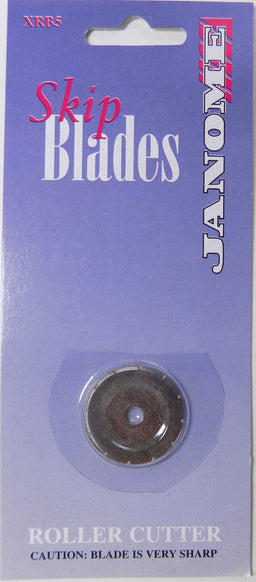 XRB5
Skip
Blades
JANOME
ROLLER CUTTER
CAUTION: BLADE IS VERY SHARP